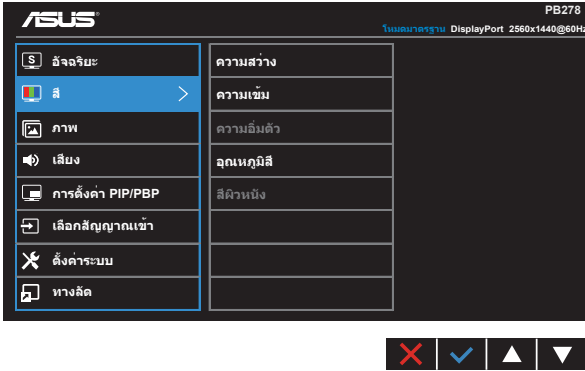 ASUS
PB278
โหมดมาตรฐาน DisplayPort 2560x1440@60Hz
S อัจฉริยะ
สี
ภาพ
เสียง
การตั้งค่า PIP/PBP
เลือกสัญญาณเข้า
ตั้งค่าระบบ
ทางลัด
ความสว่าง
ความเข้ม
ความอิ่มตัว
อุณหภูมิสี
สีผิวหนัง